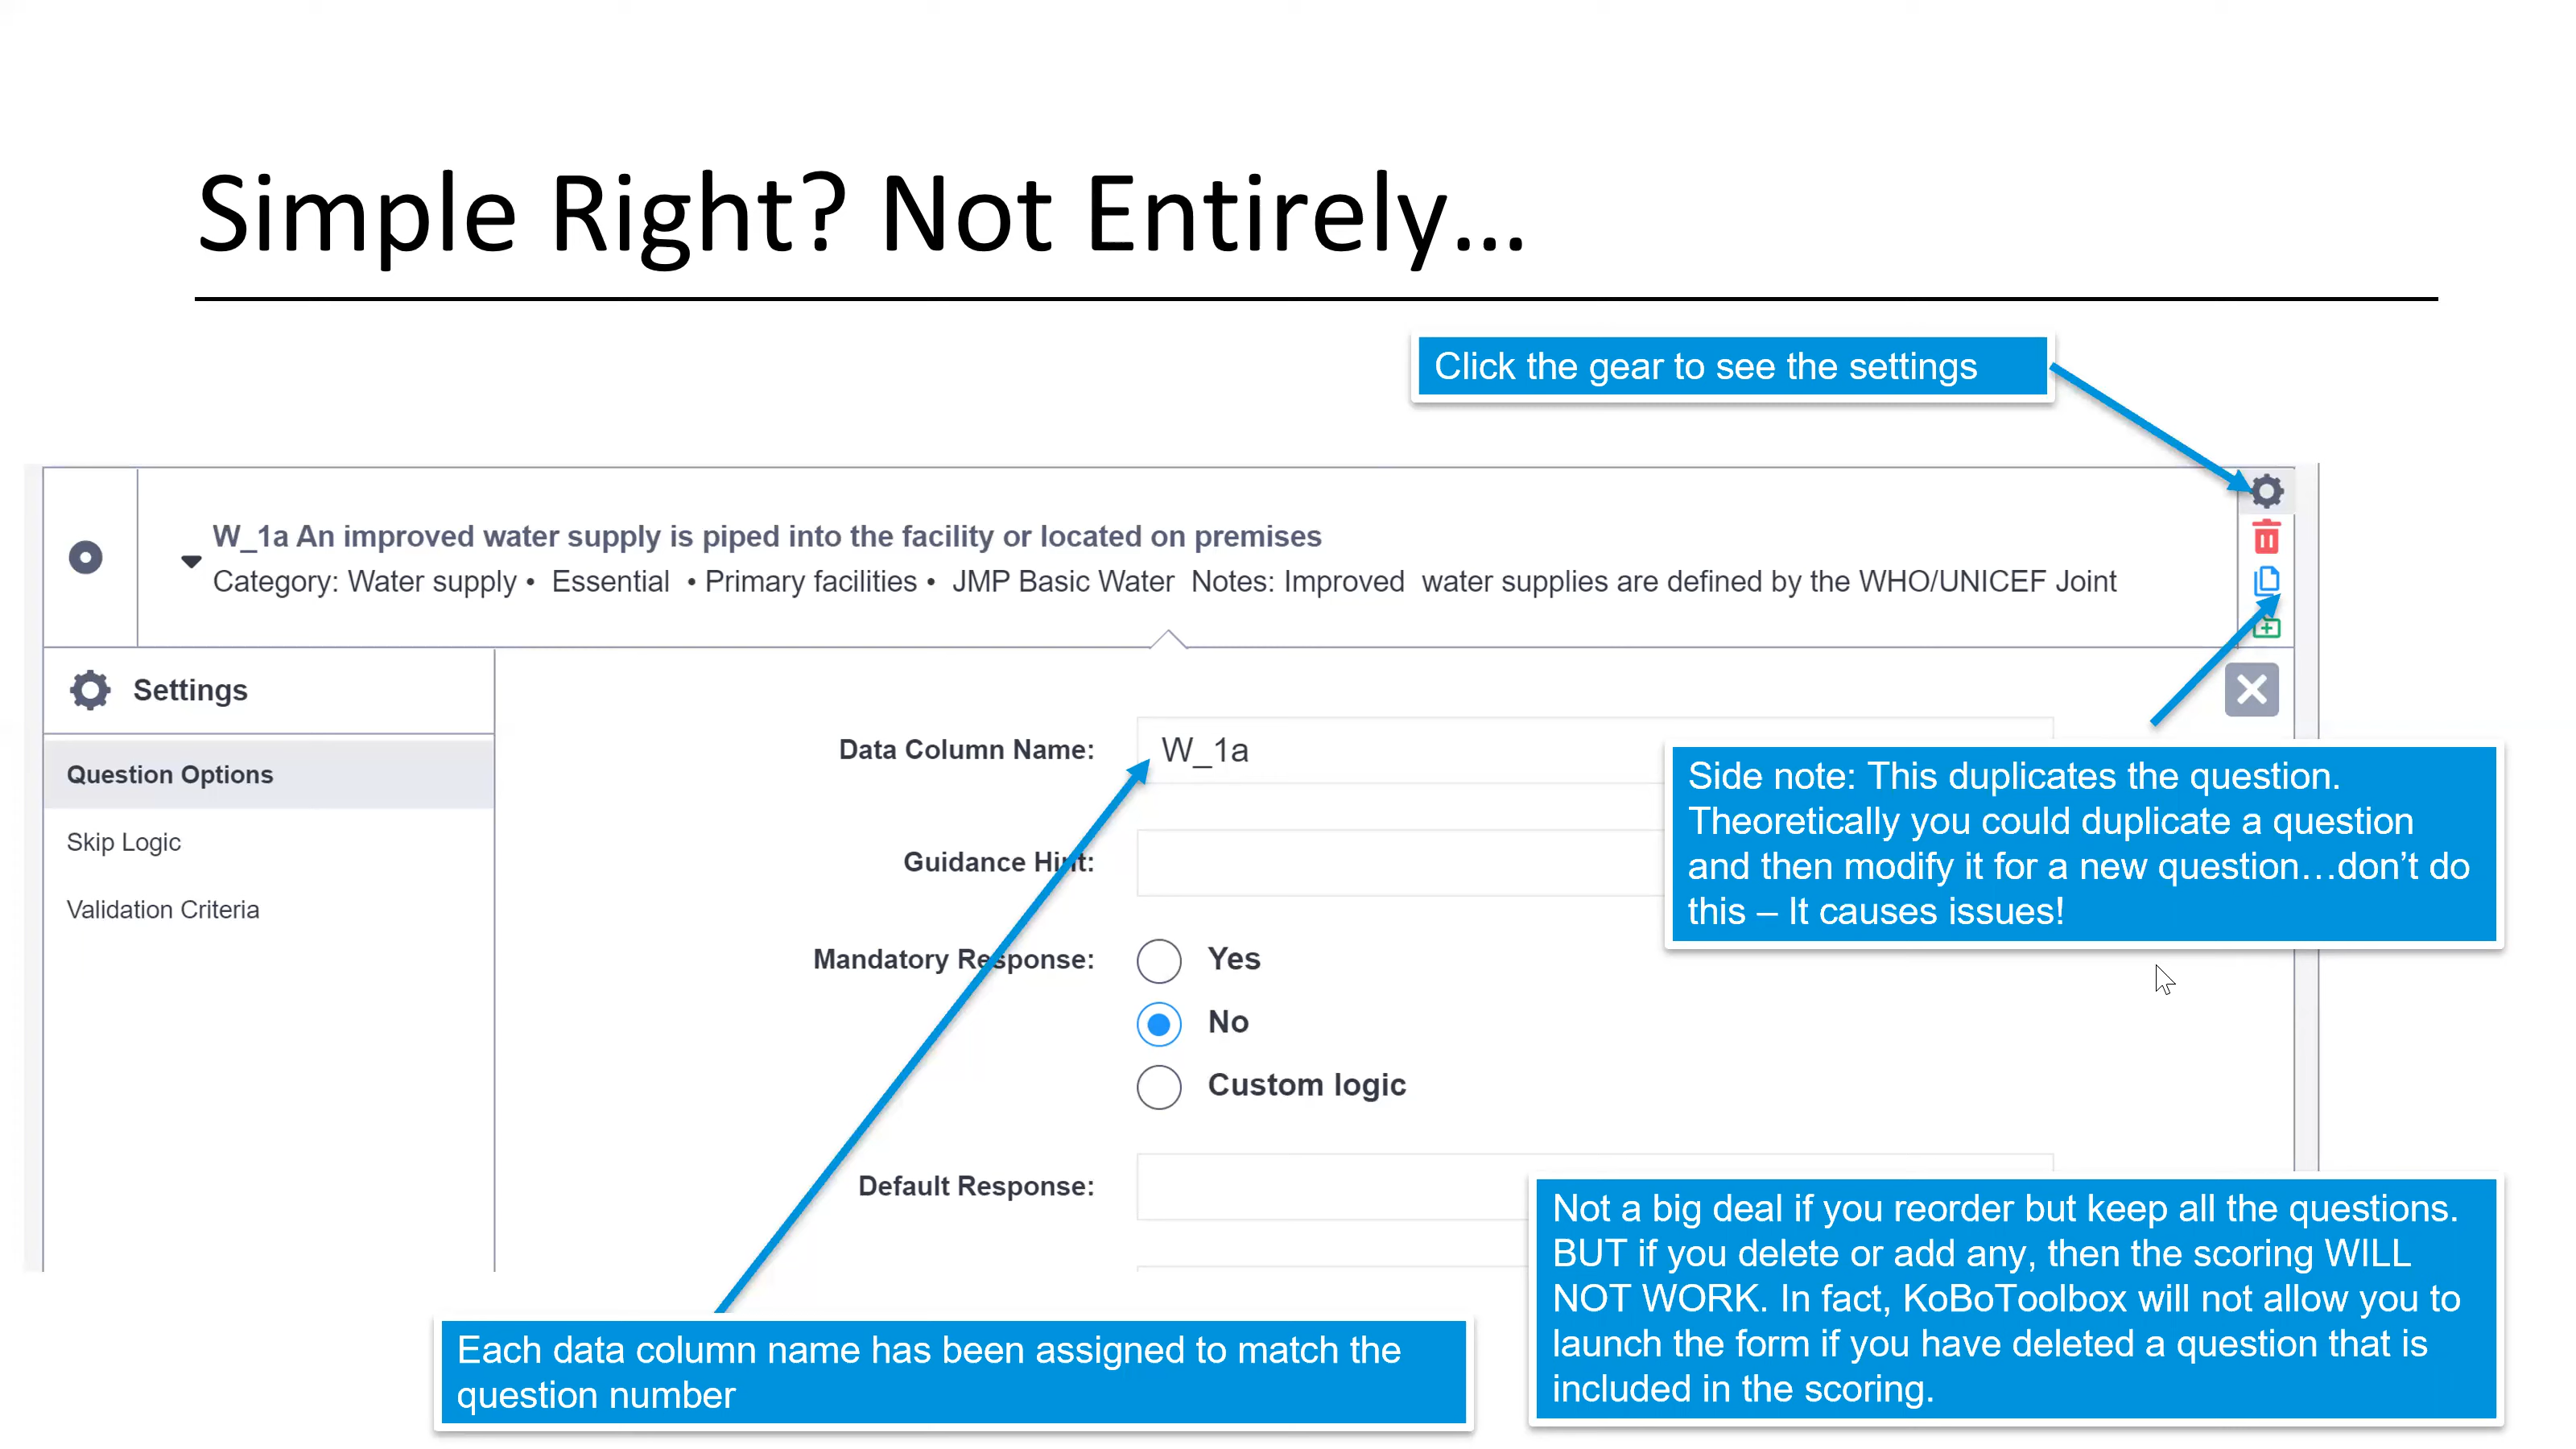 Simple Right? Not Entirely...
Click the gear to see the settings
W_1a An improved water supply is piped into the facility or located on premises
Category: Water supply • Essential • Primary facilities • JMP Basic Water Notes: Improved water supplies are defined by the WHO/UNICEF Joint
Settings
Question Options
Skip Logic
Validation Criteria
Data Column Name:
W_1a
Guidance Hint:
Mandatory Response:
Yes
No
Custom logic
Default Response:
Side note: This duplicates the question.
Theoretically you could duplicate a question
and then modify it for a new question…don’t do
this – It causes issues!
Not a big deal if you reorder but keep all the questions.
BUT if you delete or add any, then the scoring WILL
NOT WORK. In fact, KoBoToolbox will not allow you to
launch the form if you have deleted a question that is
included in the scoring.
Each data column name has been assigned to match the
question number